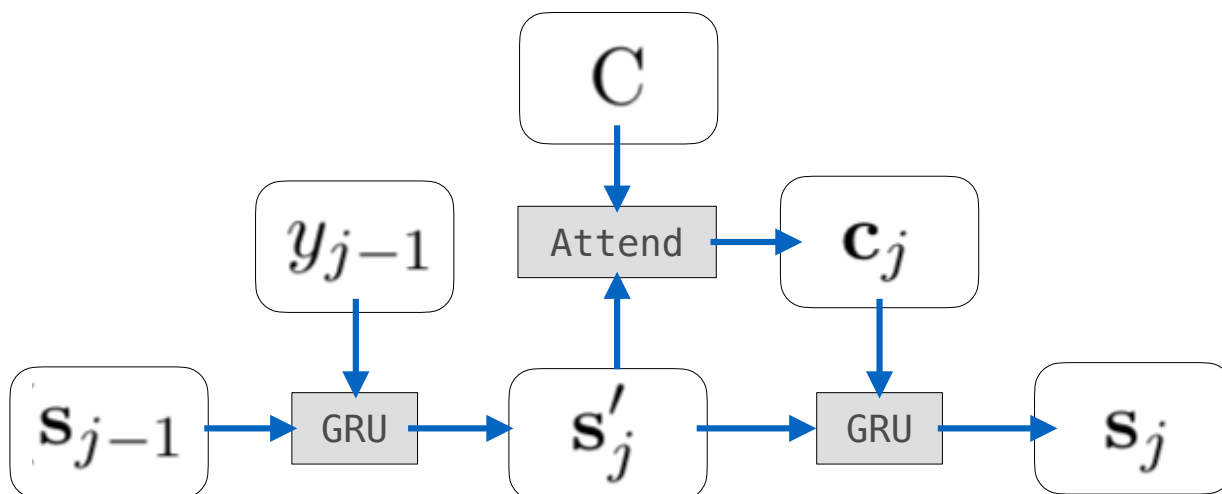 C
y_{j−1}
Attend
c_j
s_{j−1}
GRU
s′_j
GRU
s_j